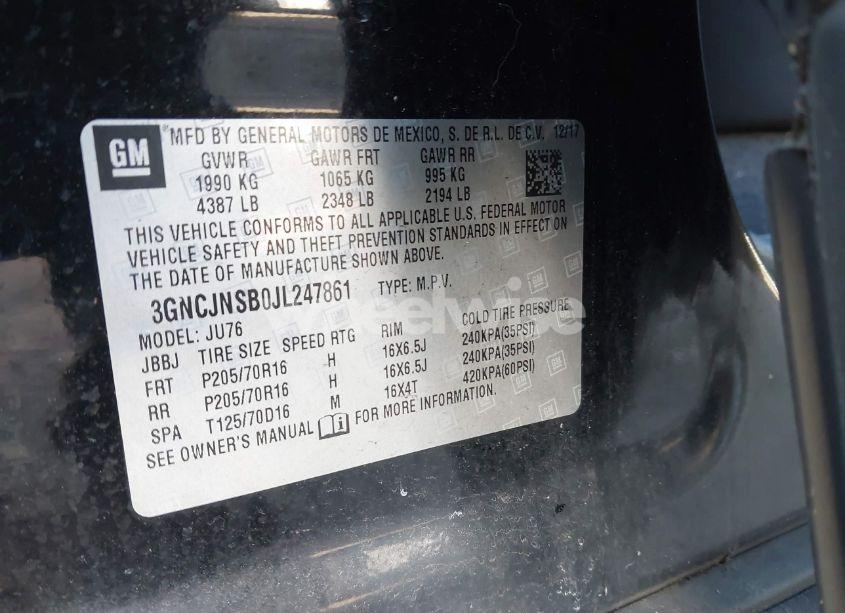 GM
MFD BY GENERAL MOTORS DE MEXICO, S. DE R.L. DE C.V. 12/17
GVWR GAWR FRT GAWR RR
1990 KG 1065 KG 995 KG
4387 LB 2348 LB 2194 LB
THIS VEHICLE CONFORMS TO ALL APPLICABLE U.S. FEDERAL MOTOR
VEHICLE SAFETY AND THEFT PREVENTION STANDARDS IN EFFECT ON
THE DATE OF MANUFACTURE SHOWN ABOVE.
3GNCJNSB0JL247861 TYPE: M.P.V.
MODEL: JU76
JBBJ TIRE SIZE SPEED RTG RIM COLD TIRE PRESSURE
FRT P205/70R16 H 16X6.5J 240KPA(35PSI)
RR P205/70R16 H 16X6.5J 240KPA(35PSI)
SPA T125/70D16 M 16X4T 420KPA(60PSI)
SEE OWNER'S MANUAL FOR MORE INFORMATION.